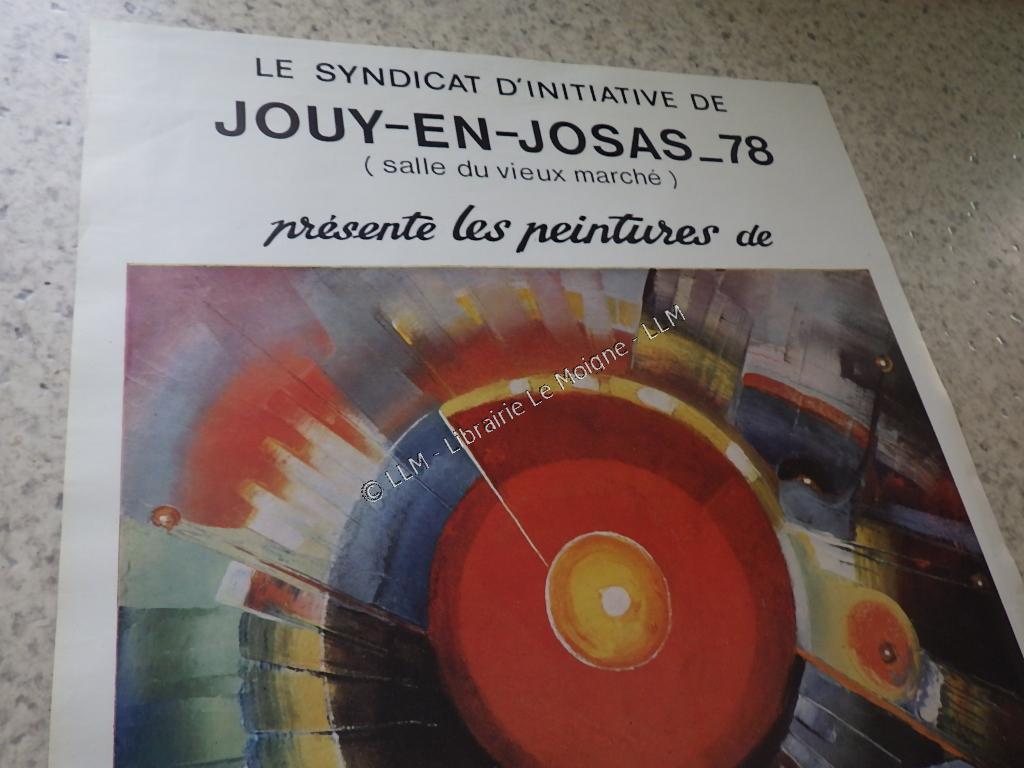 LE SYNDICAT D'INITIATIVE DE
JOUY-EN-JOSAS_78
( salle du vieux marché )
présente les peintures de
© LLM - Librairie Le Moigne - LLM